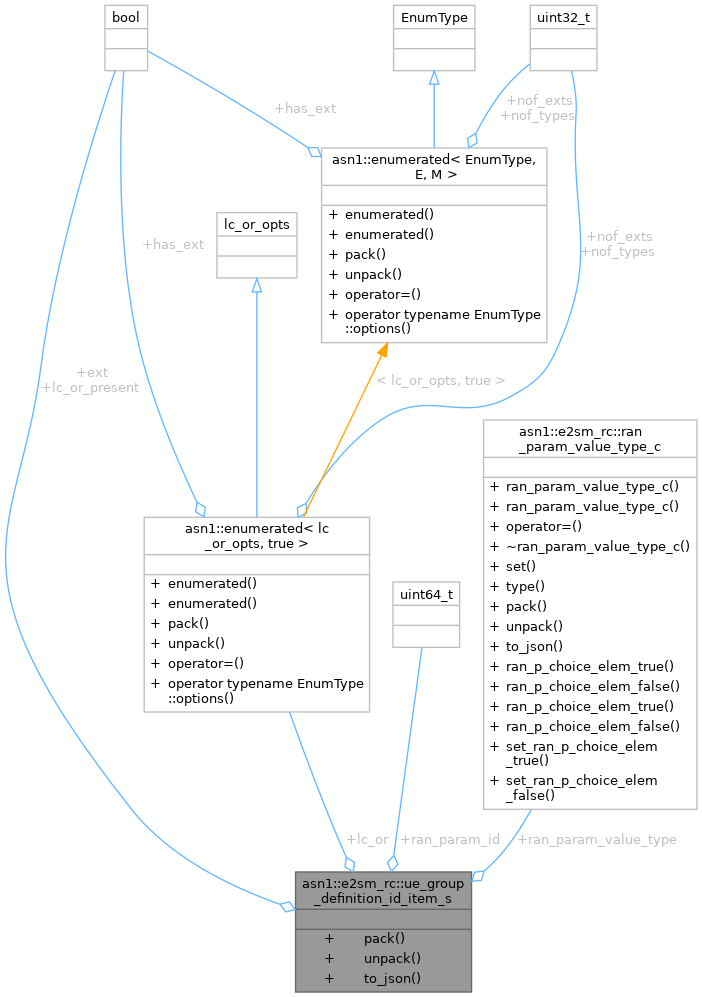 bool
EnumType
uint32_t
+has_ext
+nof_exts
+nof_types
asn1::enumerated< EnumType,
E, M >
+ enumerated()
+ enumerated()
+ pack()
+ unpack()
+ operator=()
+ operator typename EnumType
::options()
lc_or_opts
+has_ext
+nof_exts
+nof_types
+ext
+lc_or_present
< lc_or_opts, true >
asn1::e2sm_rc::ran
_param_value_type_c
+ ran_param_value_type_c()
+ ran_param_value_type_c()
+ operator=()
+ ~ran_param_value_type_c()
+ set()
+ type()
+ pack()
+ unpack()
+ to_json()
+ ran_p_choice_elem_true()
+ ran_p_choice_elem_false()
+ ran_p_choice_elem_true()
+ ran_p_choice_elem_false()
+ set_ran_p_choice_elem
_true()
+ set_ran_p_choice_elem
_false()
asn1::enumerated< lc
_or_opts, true >
+ enumerated()
+ enumerated()
+ pack()
+ unpack()
+ operator=()
+ operator typename EnumType
::options()
uint64_t
+lc_or
+ran_param_id
+ran_param_value_type
asn1::e2sm_rc::ue_group
_definition_id_item_s
+ pack()
+ unpack()
+ to_json()